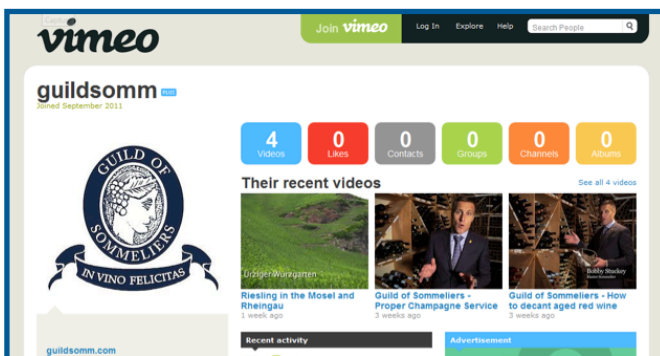 vimeo
Join vimeo
Log In
Explore
Help
Search People
guildsomm PLUS
Joined September 2011
4
Videos
0
Likes
0
Contacts
0
Groups
0
Channels
0
Albums
GUILD OF
SOMMELIERS
IN VINO FELICITAS
Their recent videos
See all 4 videos
Ürziger Würzgarten
Bobby Stuckey
Riesling in the Mosel and
Rheingau
1 week ago
Guild of Sommeliers -
Proper Champagne Service
3 weeks ago
Guild of Sommeliers - How
to decant aged red wine
3 weeks ago
guildsomm.com
Recent activity
Advertisement